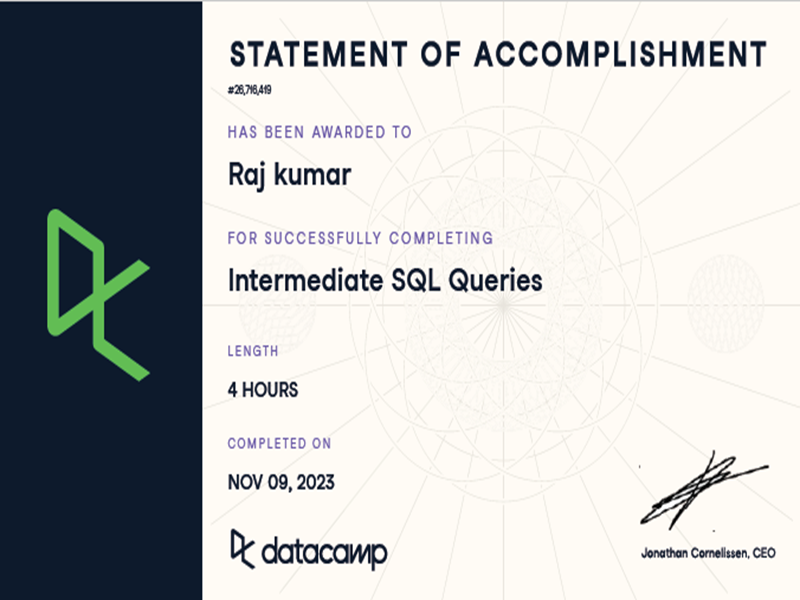 STATEMENT OF ACCOMPLISHMENT
#26,716,419
HAS BEEN AWARDED TO
Raj kumar
FOR SUCCESSFULLY COMPLETING
Intermediate SQL Queries
LENGTH
4 HOURS
COMPLETED ON
NOV 09, 2023
datacamp
Jonathan Cornelissen, CEO